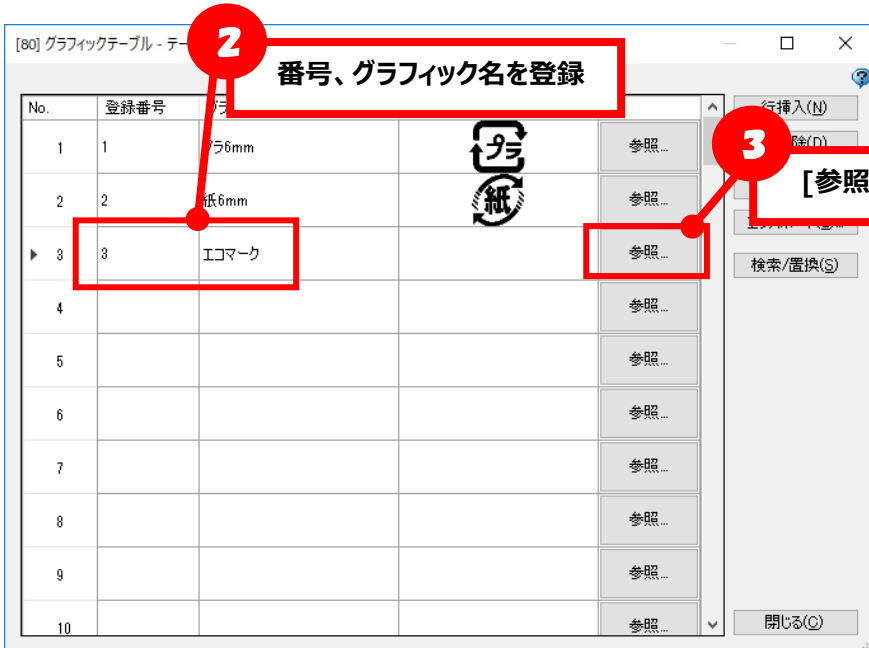 [80] グラフィックテーブル - テー
2
番号、グラフィック名を登録
No. 登録番号
行挿入(N)
1 1 プラ6mm プラ 参照...
3
[参照
2 2 紙6mm 紙 参照...
3 3 エコマーク 参照...
検索/置換(S)
4 参照...
5 参照...
6 参照...
7 参照...
8 参照...
9 参照...
10 参照...
閉じる(C)